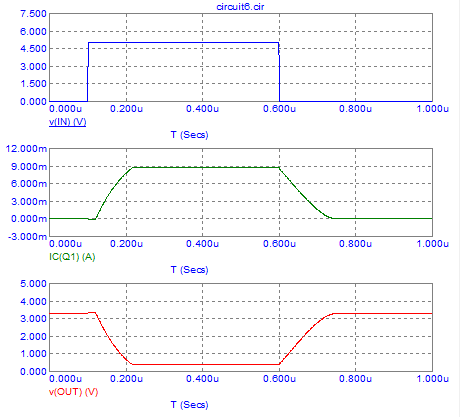 circuit6.cir
7.500
6.000
4.500
3.000
1.500
0.000
0.000u 0.200u 0.400u 0.600u 0.800u 1.000u
v(IN) (V)
T (Secs)
12.000m
9.000m
6.000m
3.000m
0.000m
-3.000m
0.000u 0.200u 0.400u 0.600u 0.800u 1.000u
IC(Q1) (A)
T (Secs)
5.000
4.000
3.000
2.000
1.000
0.000
0.000u 0.200u 0.400u 0.600u 0.800u 1.000u
v(OUT) (V)
T (Secs)